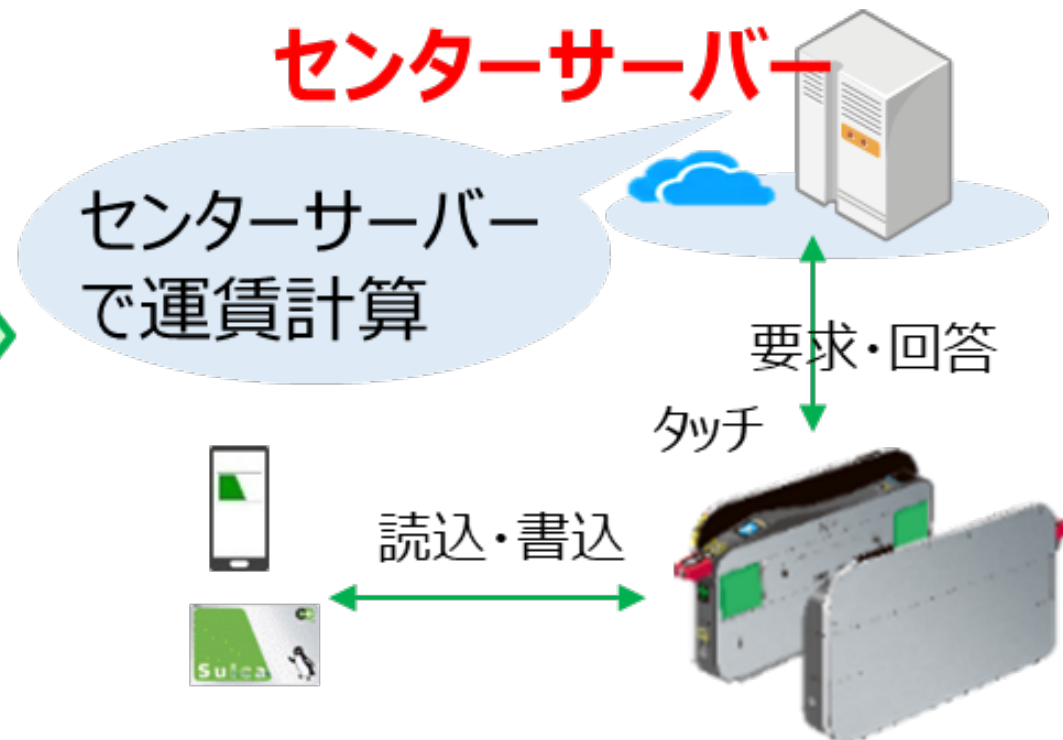 センターサーバー
センターサーバー
で運賃計算
要求・回答
タッチ
読込・書込
Suica